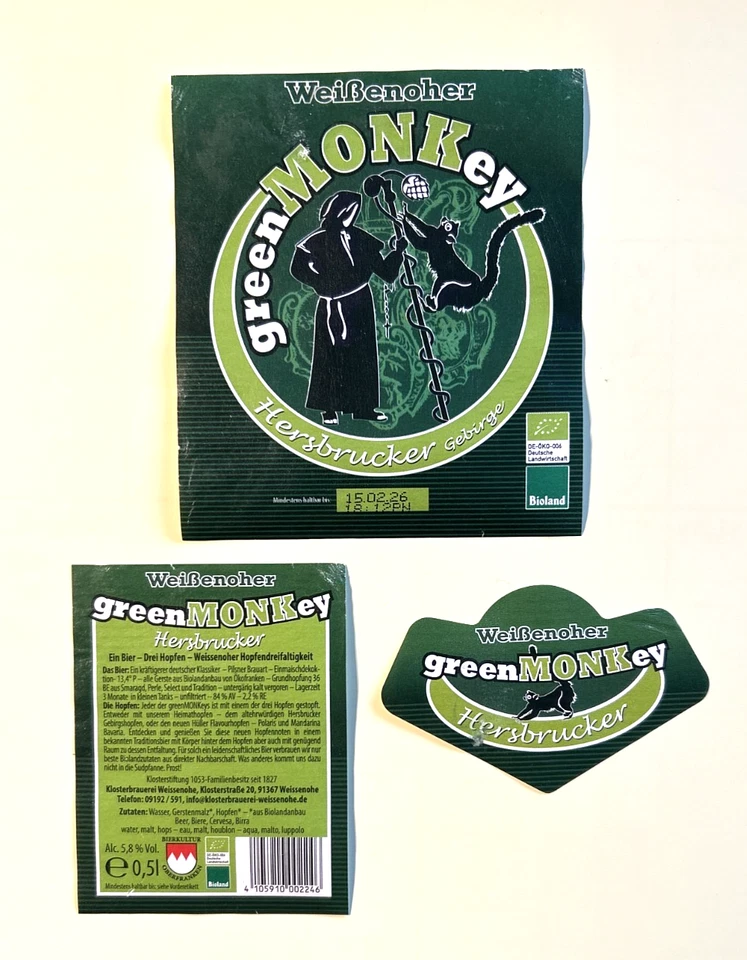 Weißenoher
greenMONKey
Hersbrucker Gebirge
DE-ÖKO-006
Deutsche
Landwirtschaft
Bioland
Mindestens haltbar bis:
15.02.26
18:12
Weißenoher
greenMONKey
Hersbrucker
Ein Bier – Drei Hopfen – Weissenoher Hopfendreifaltigkeit
Das Bier: Ein kräftigerer deutscher Klassiker – Pilsner Brauart – Einmaischdekok-
tion- 13,4° P – alle Gerste aus Biolandanbau von Ökofranken – Grundhopfung 36
BE aus Smaragd, Perle, Select und Tradition – untergärig kalt vergoren – Lagerzeit
3 Monate- in kleinen Tanks – unfiltriert – 84 % AV – 2,2 % RE
Die Hopfen: Jeder der greenMONKeys ist mit einem der drei Hopfen gestopft.
Entweder mit unserem Heimathopfen – dem altehrwürdigen Hersbrucker
Gebirgshopfen, oder den neuen Hüller Flavourhopfen – Polaris und Mandarina
Bavaria. Entdecken und genießen Sie diese neuen Hopfennoten in einem
bekannten Traditionsbier mit Körper hinter dem Hopfen aber auch mit genügend
Raum zu dessen Entfaltung. Für solch ein leidenschaftliches Bier verbrauen wir nur
beste Biolandzutaten aus direkter Nachbarschaft. Was anderes kommt uns dazu
nicht in die Sudpfanne. Prost!
Klosterstiftung 1053-Familienbesitz seit 1827
Klosterbrauerei Weissenohe, Klosterstraße 20, 91367 Weissenohe
Telefon: 09192 / 591, info@klosterbrauerei-weissenohe.de
Zutaten: Wasser, Gerstenmalz*, Hopfen* – *aus Biolandanbau
Beer, Biere, Cervesa, Birra
water, malt, hops – eau, malt, houblon – aqua, malto, luppolo
Alc. 5,8 % Vol.
e 0,5l
Mindestens haltbar bis: siehe Vorderetikett
BIERKULTUR
OBERFRANKEN
DE-ÖKO-006
Deutsche
Landwirtschaft
Bioland
4 105910 002246
Weißenoher
greenMONKey
Hersbrucker